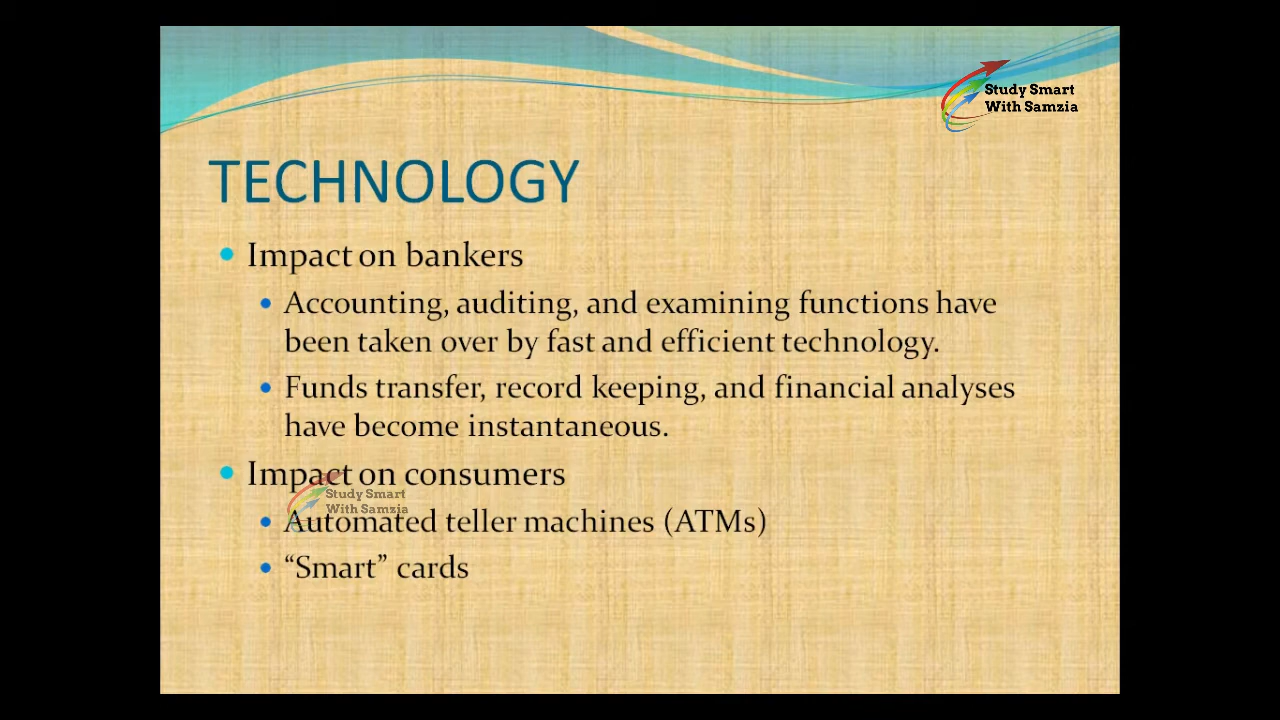 Study Smart
With Samzia
TECHNOLOGY
Impact on bankers
Accounting, auditing, and examining functions have
been taken over by fast and efficient technology.
Funds transfer, record keeping, and financial analyses
have become instantaneous.
Impact on consumers
Study Smart
With Samzia
Automated teller machines (ATMs)
“Smart” cards